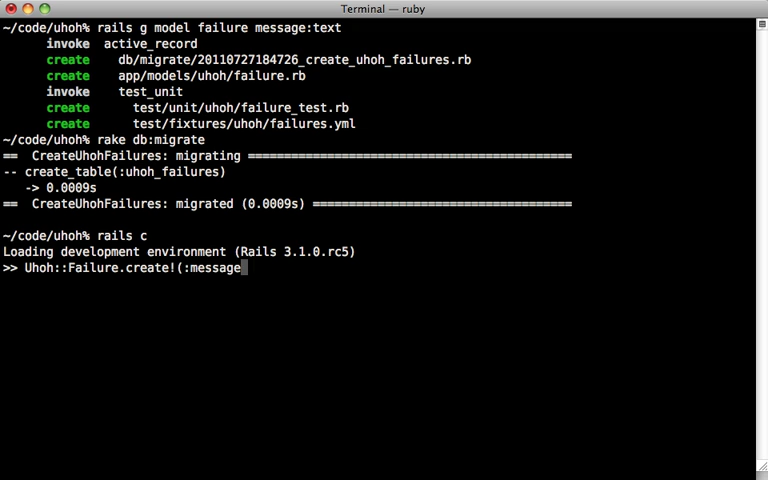 Terminal — ruby
~/code/uhoh% rails g model failure message:text
      invoke  active_record
      create    db/migrate/20110727184726_create_uhoh_failures.rb
      create    app/models/uhoh/failure.rb
      invoke    test_unit
      create      test/unit/uhoh/failure_test.rb
      create      test/fixtures/uhoh/failures.yml
~/code/uhoh% rake db:migrate
==  CreateUhohFailures: migrating =============================================
-- create_table(:uhoh_failures)
   -> 0.0009s
==  CreateUhohFailures: migrated (0.0009s) ====================================
~/code/uhoh% rails c
Loading development environment (Rails 3.1.0.rc5)
>> Uhoh::Failure.create!(:message